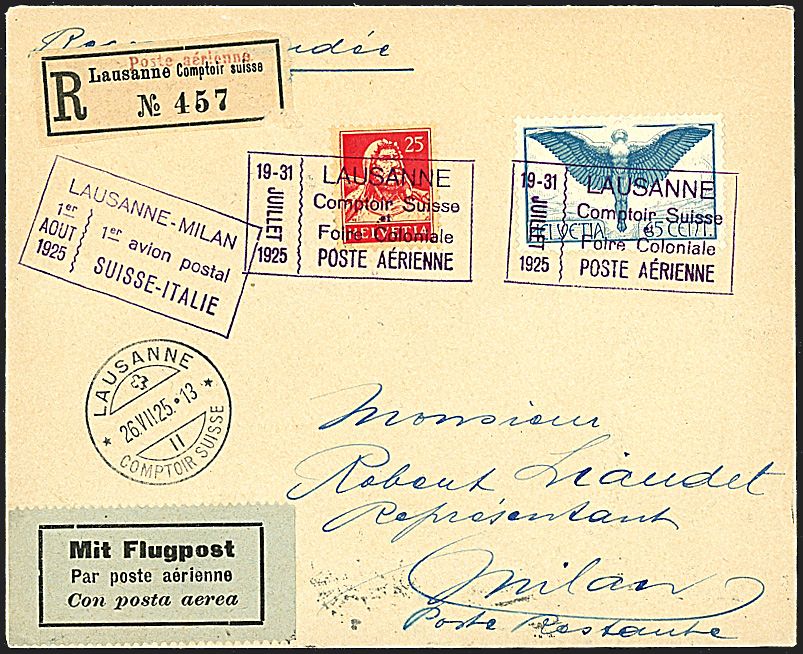 Recommandée
Poste aérienne
R Lausanne Comptoir suisse
№ 457
25
HELVETIA
19-31
JUILLET
1925
LAUSANNE
Comptoir Suisse
et
Foire Coloniale
POSTE AÉRIENNE
HELVETIA 65 CENT.
19-31
JUILLET
1925
LAUSANNE
Comptoir Suisse
et
Foire Coloniale
POSTE AÉRIENNE
LAUSANNE-MILAN
1er
AOUT
1925
1er avion postal
SUISSE-ITALIE
LAUSANNE
26.VII.25.•13
II
COMPTOIR SUISSE
Monsieur
Robert Liaudet
Représentant
Milan
Poste Restante
Mit Flugpost
Par poste aérienne
Con posta aerea